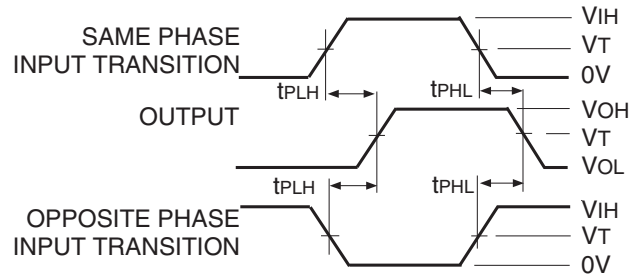 SAME PHASE
INPUT TRANSITION
VIH
VT
0V
tPLH
tPHL
OUTPUT
VOH
VT
VOL
tPLH
tPHL
OPPOSITE PHASE
INPUT TRANSITION
VIH
VT
0V